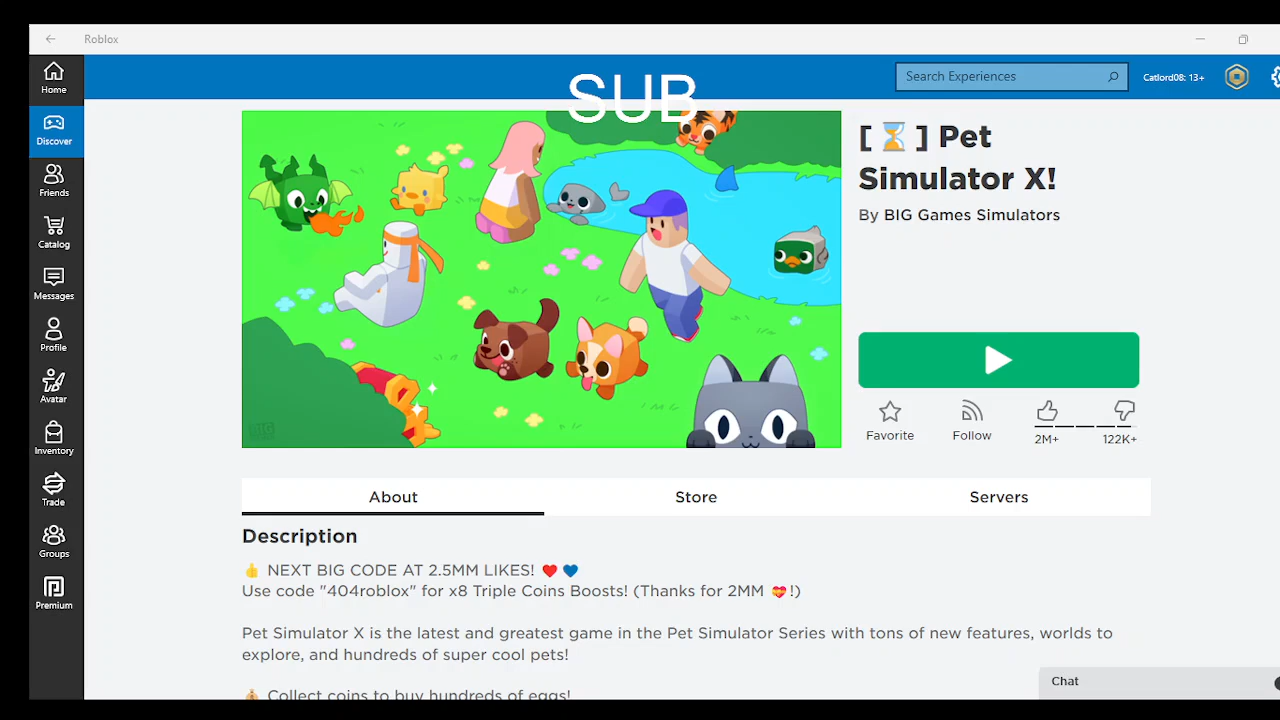 Roblox
SUB
Search Experiences
Catlord08: 13+
Home
Discover
Friends
Catalog
Messages
Profile
Avatar
Inventory
Trade
Groups
Premium
[ ⏳ ] Pet
Simulator X!
By BIG Games Simulators
Favorite
Follow
2M+
122K+
BIG
About
Store
Servers
Description
👍 NEXT BIG CODE AT 2.5MM LIKES! ❤️ 💙
Use code "404roblox" for x8 Triple Coins Boosts! (Thanks for 2MM 💝!)
Pet Simulator X is the latest and greatest game in the Pet Simulator Series with tons of new features, worlds to
explore, and hundreds of super cool pets!
💰 Collect coins to buy hundreds of eggs!
Chat